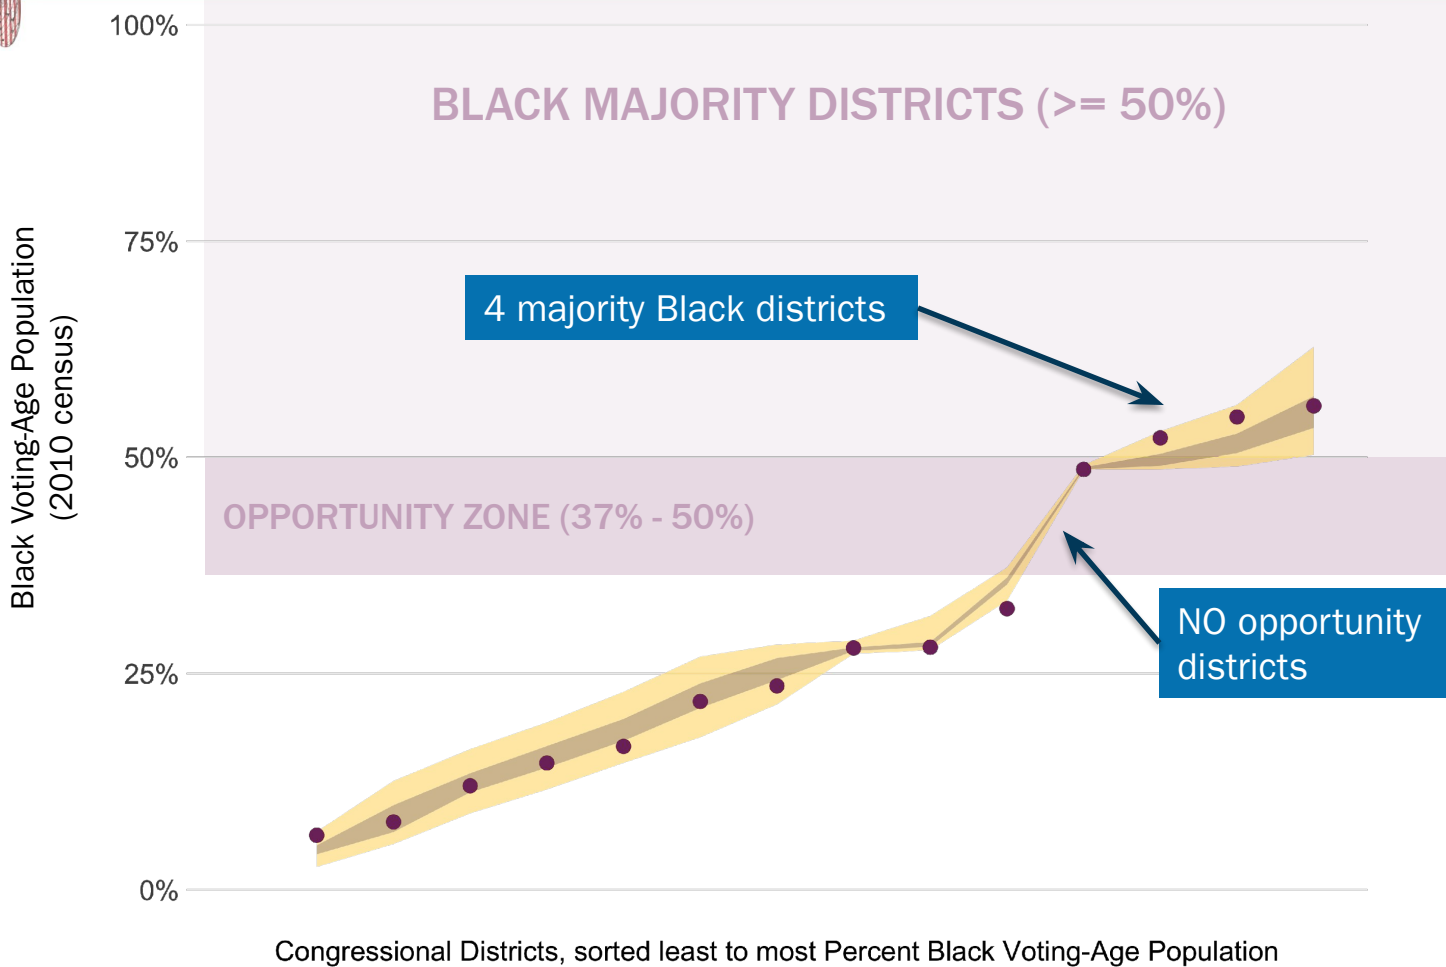 100%
BLACK MAJORITY DISTRICTS (>= 50%)
75%
4 majority Black districts
50%
OPPORTUNITY ZONE (37% - 50%)
NO opportunity
districts
25%
0%
Black Voting-Age Population
(2010 census)
Congressional Districts, sorted least to most Percent Black Voting-Age Population